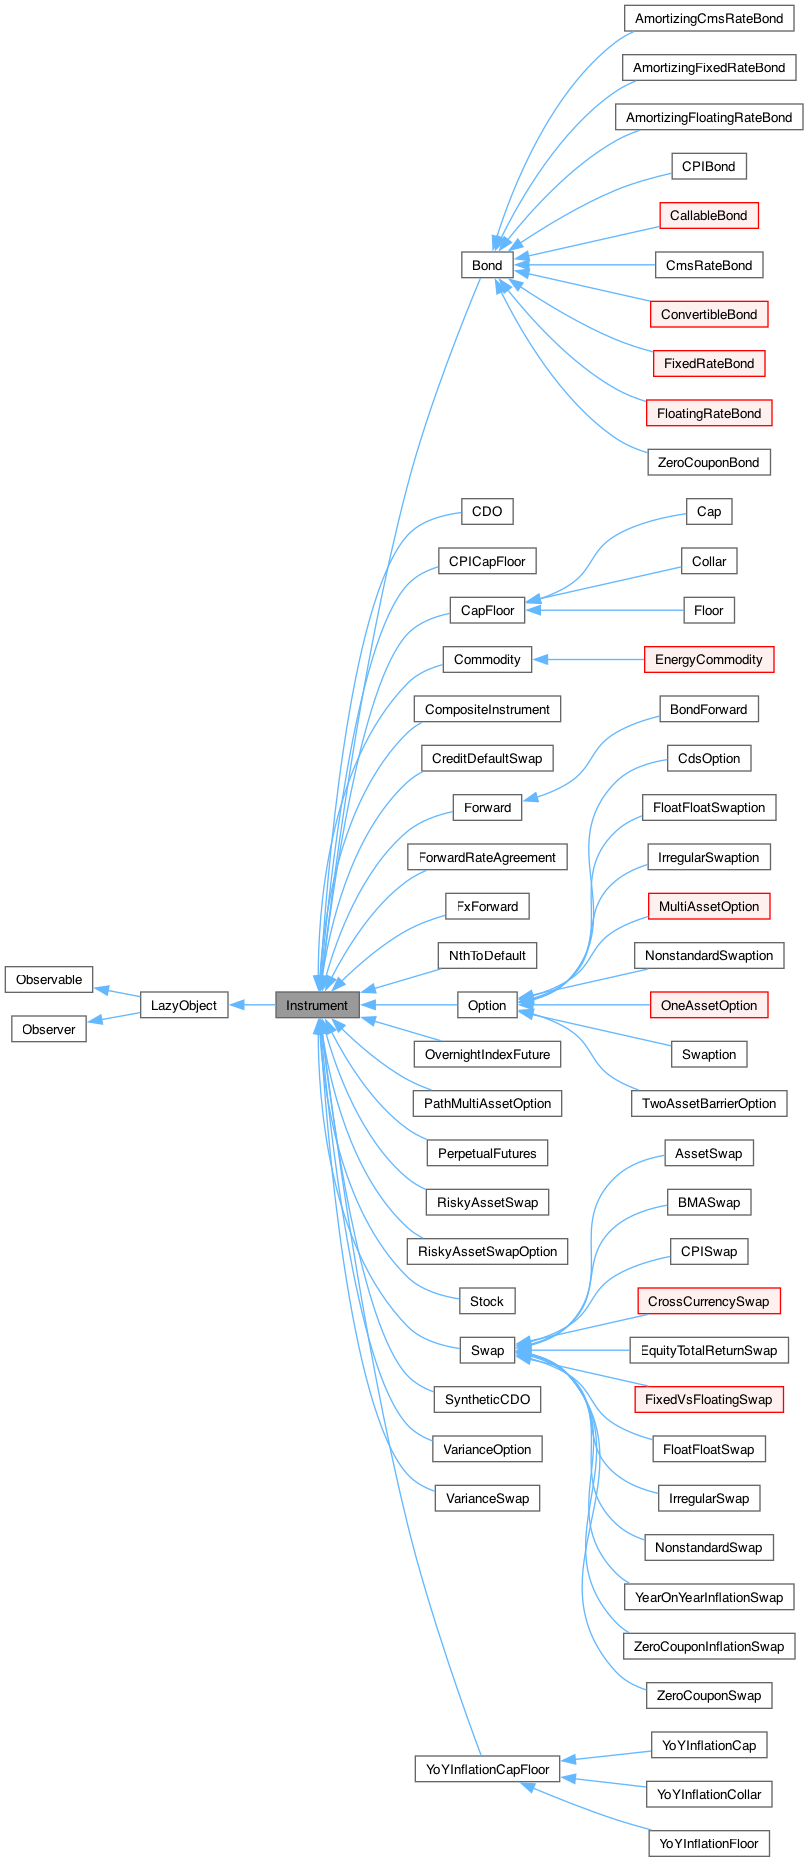 AmortizingCmsRateBond
AmortizingFixedRateBond
AmortizingFloatingRateBond
CPIBond
CallableBond
Bond
CmsRateBond
ConvertibleBond
FixedRateBond
FloatingRateBond
ZeroCouponBond
CDO
Cap
CPICapFloor
Collar
CapFloor
Floor
Commodity
EnergyCommodity
CompositeInstrument
BondForward
CreditDefaultSwap
CdsOption
Forward
FloatFloatSwaption
ForwardRateAgreement
IrregularSwaption
FxForward
MultiAssetOption
NthToDefault
NonstandardSwaption
Observable
LazyObject
Instrument
Option
OneAssetOption
Observer
OvernightIndexFuture
Swaption
PathMultiAssetOption
TwoAssetBarrierOption
PerpetualFutures
AssetSwap
RiskyAssetSwap
BMASwap
RiskyAssetSwapOption
CPISwap
Stock
CrossCurrencySwap
Swap
EquityTotalReturnSwap
SyntheticCDO
FixedVsFloatingSwap
VarianceOption
FloatFloatSwap
VarianceSwap
IrregularSwap
NonstandardSwap
YearOnYearInflationSwap
ZeroCouponInflationSwap
ZeroCouponSwap
YoYInflationCapFloor
YoYInflationCap
YoYInflationCollar
YoYInflationFloor